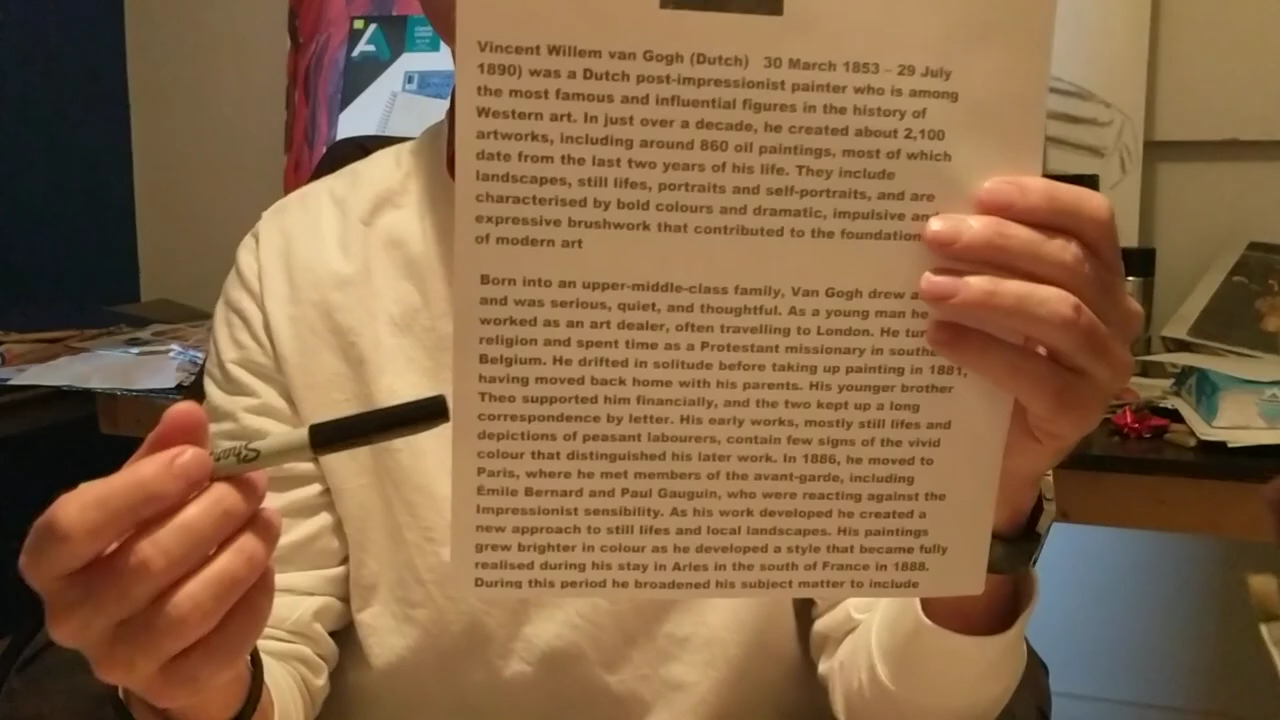 A
Vincent Willem van Gogh (Dutch) 30 March 1853 – 29 July
1890) was a Dutch post-impressionist painter who is among
the most famous and influential figures in the history of
Western art. In just over a decade, he created about 2,100
artworks, including around 860 oil paintings, most of which
date from the last two years of his life. They include
landscapes, still lifes, portraits and self-portraits, and are
characterised by bold colours and dramatic, impulsive and
expressive brushwork that contributed to the foundation
of modern art
Born into an upper-middle-class family, Van Gogh drew
and was serious, quiet, and thoughtful. As a young man he
worked as an art dealer, often travelling to London. He
religion and spent time as a Protestant missionary in
Belgium. He drifted in solitude before taking up painting in 1881,
having moved back home with his parents. His younger brother
Theo supported him financially, and the two kept up a long
correspondence by letter. His early works, mostly still lifes and
depictions of peasant labourers, contain few signs of the vivid
colour that distinguished his later work. In 1886, he moved to
Paris, where he met members of the avant-garde, including
Émile Bernard and Paul Gauguin, who were reacting against the
Impressionist sensibility. As his work developed he created a
new approach to still lifes and local landscapes. His paintings
grew brighter in colour as he developed a style that became fully
realised during his stay in Arles in the south of France in 1888.
During this period he broadened his subject matter to include